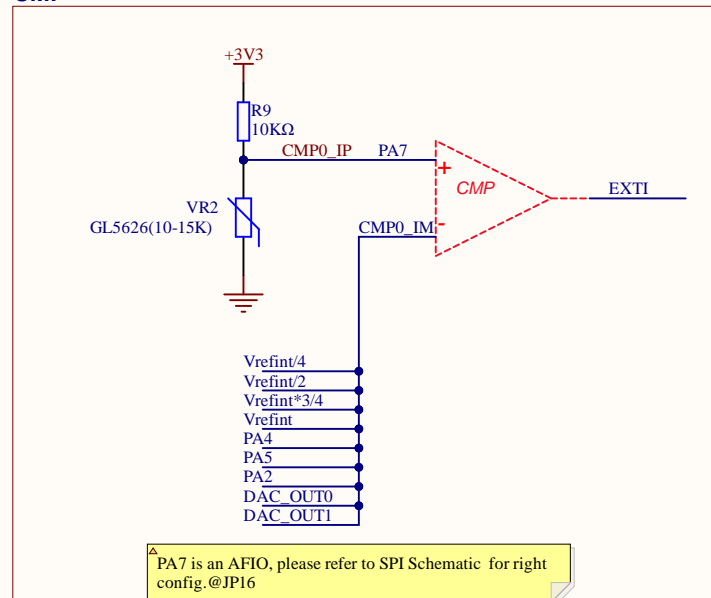 +3V3
R9
10KΩ
CMP0_IP PA7
+
CMP
EXTI
VR2
GL5626(10-15K)
-
CMP0_IM
Vrefint/4
Vrefint/2
Vrefint*3/4
Vrefint
PA4
PA5
PA2
DAC_OUT0
DAC_OUT1
PA7 is an AFIO, please refer to SPI Schematic for right
config.@JP16